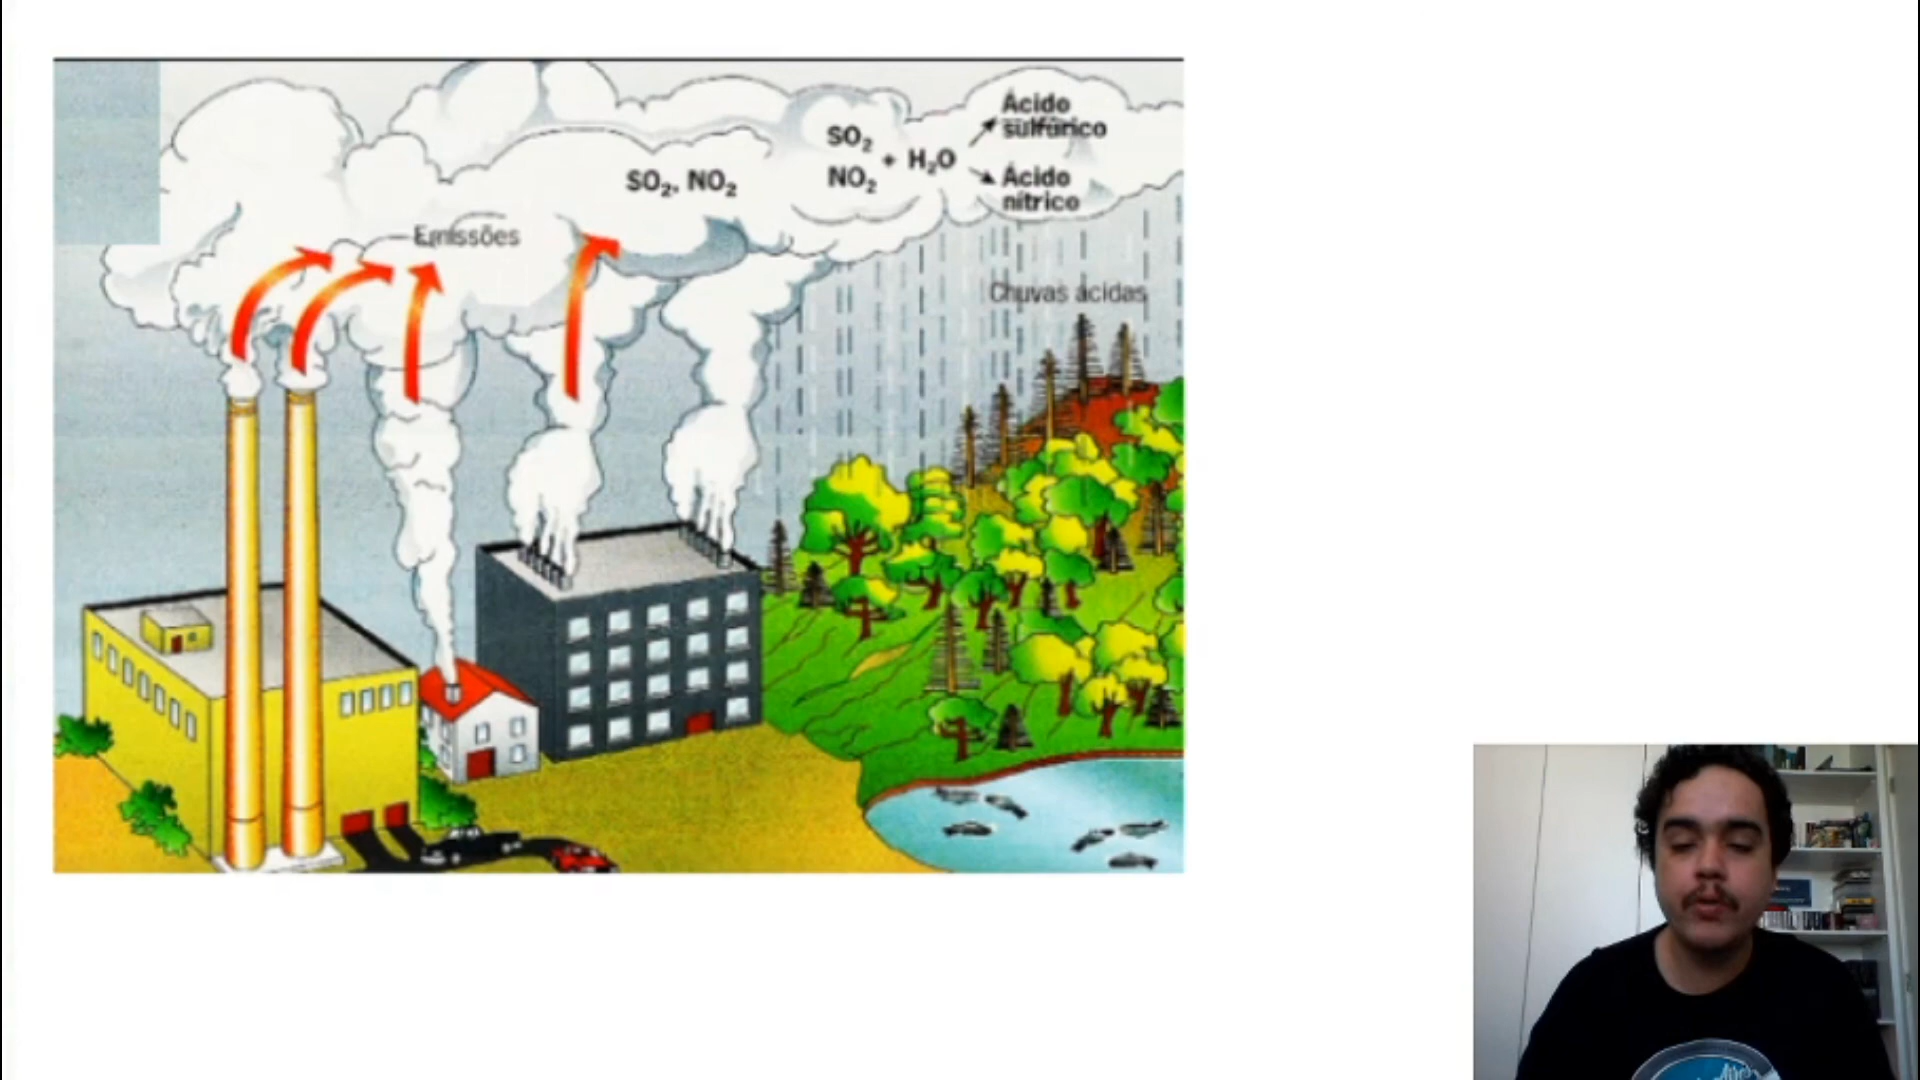 Ácido
sulfúrico
SO₂
+ H₂O
SO₂, NO₂
NO₂
Ácido
nítrico
Emissões
Chuvas ácidas